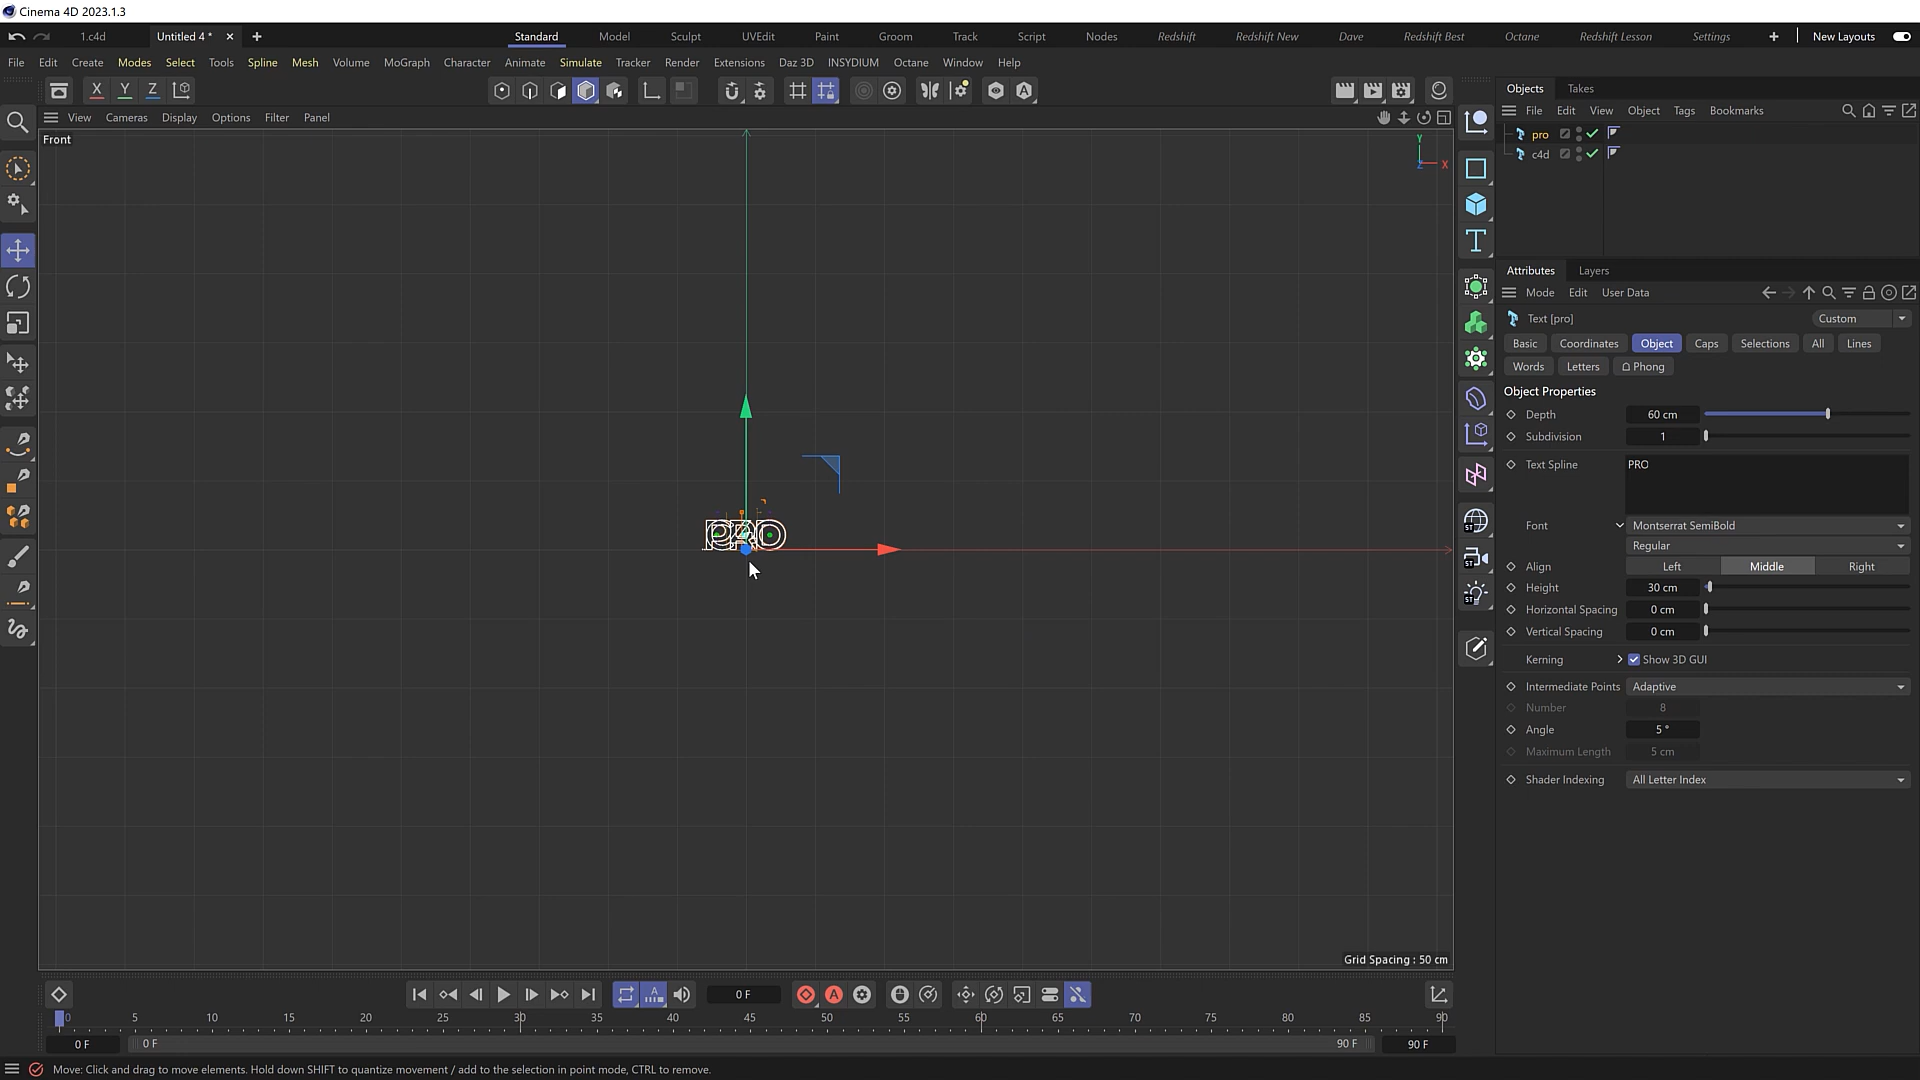 Cinema 4D 2023.1.3
1.c4d
Untitled 4 *
Standard
Model
Sculpt
UVEdit
Paint
Groom
Track
Script
Nodes
Redshift
Redshift New
Dave
Redshift Best
Octane
Redshift Lesson
Settings
New Layouts
File Edit Create Modes Select Tools Spline Mesh Volume MoGraph Character Animate Simulate Tracker Render Extensions Daz 3D INSYDIUM Octane Window Help
X Y Z
Objects Takes
File Edit View Object Tags Bookmarks
View Cameras Display Options Filter Panel
Front
Y
X
Z
pro
c4d
Attributes Layers
Mode Edit User Data
Text [pro]
Custom
Basic Coordinates Object Caps Selections All Lines
Words Letters Phong
Object Properties
Depth 60 cm
Subdivision 1
Text Spline PRO
Font Montserrat SemiBold
Regular
Align Left Middle Right
Height 30 cm
Horizontal Spacing 0 cm
Vertical Spacing 0 cm
Kerning Show 3D GUI
Intermediate Points Adaptive
Number 8
Angle 5 °
Maximum Length 5 cm
Shader Indexing All Letter Index
ST
ST
ST
Grid Spacing : 50 cm
0 F
0 5 10 15 20 25 30 35 40 45 50 55 60 65 70 75 80 85 90
0 F 0 F 90 F 90 F
Move: Click and drag to move elements. Hold down SHIFT to quantize movement / add to the selection in point mode, CTRL to remove.